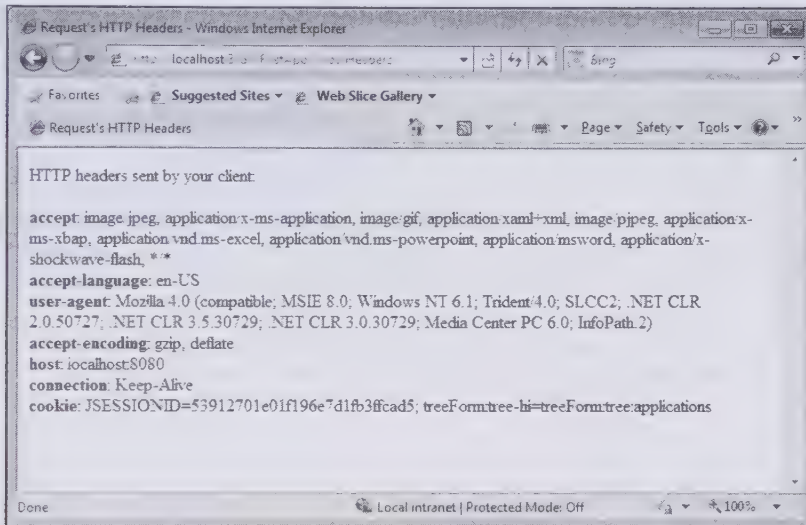 Request's HTTP Headers - Windows Internet Explorer
localhost
bing
Favorites Suggested Sites Web Slice Gallery
Request's HTTP Headers Page Safety Tools
HTTP headers sent by your client:
accept: image/jpeg, application/x-ms-application, image/gif, application/xaml+xml, image/pjpeg, application/x-
ms-xbap, application/vnd.ms-excel, application/vnd.ms-powerpoint, application/msword, application/x-
shockwave-flash, */*
accept-language: en-US
user-agent: Mozilla/4.0 (compatible; MSIE 8.0; Windows NT 6.1; Trident/4.0; SLCC2; .NET CLR
2.0.50727; .NET CLR 3.5.30729; .NET CLR 3.0.30729; Media Center PC 6.0; InfoPath.2)
accept-encoding: gzip, deflate
host: localhost:8080
connection: Keep-Alive
cookie: JSESSIONID=53912701e01f196e7d1fb3ffcad5; treeForm:tree-hi=treeForm:tree:applications
Done Local intranet | Protected Mode: Off 100%